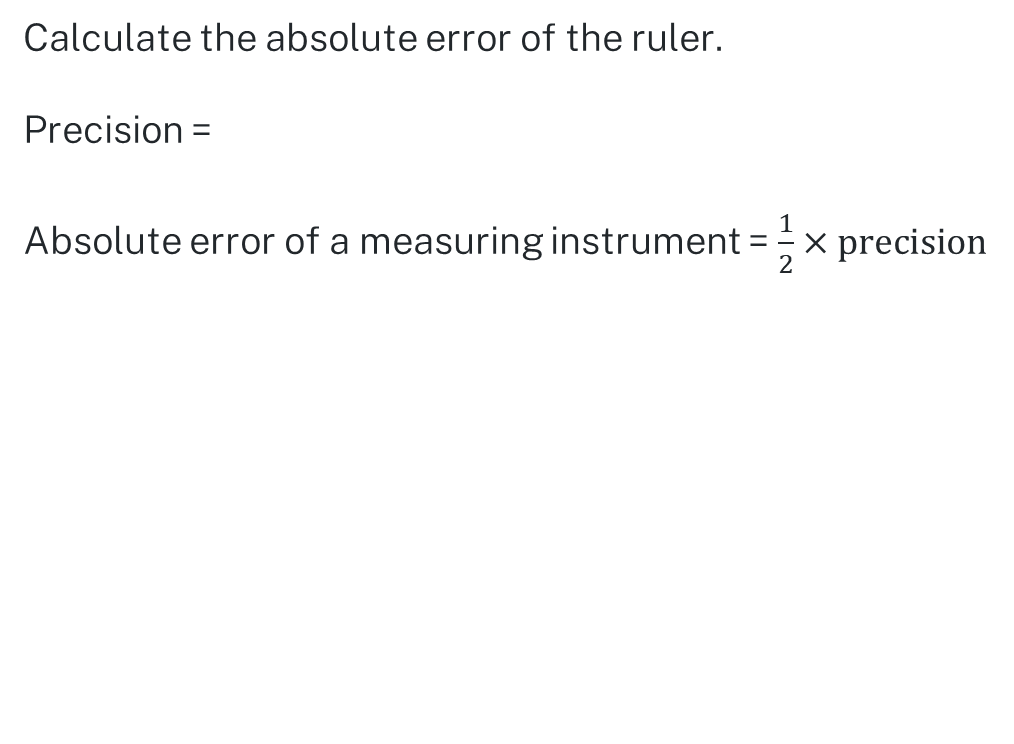 Calculate the absolute error of the ruler.
Precision =
Absolute error of a measuring instrument = 1/2 × precision